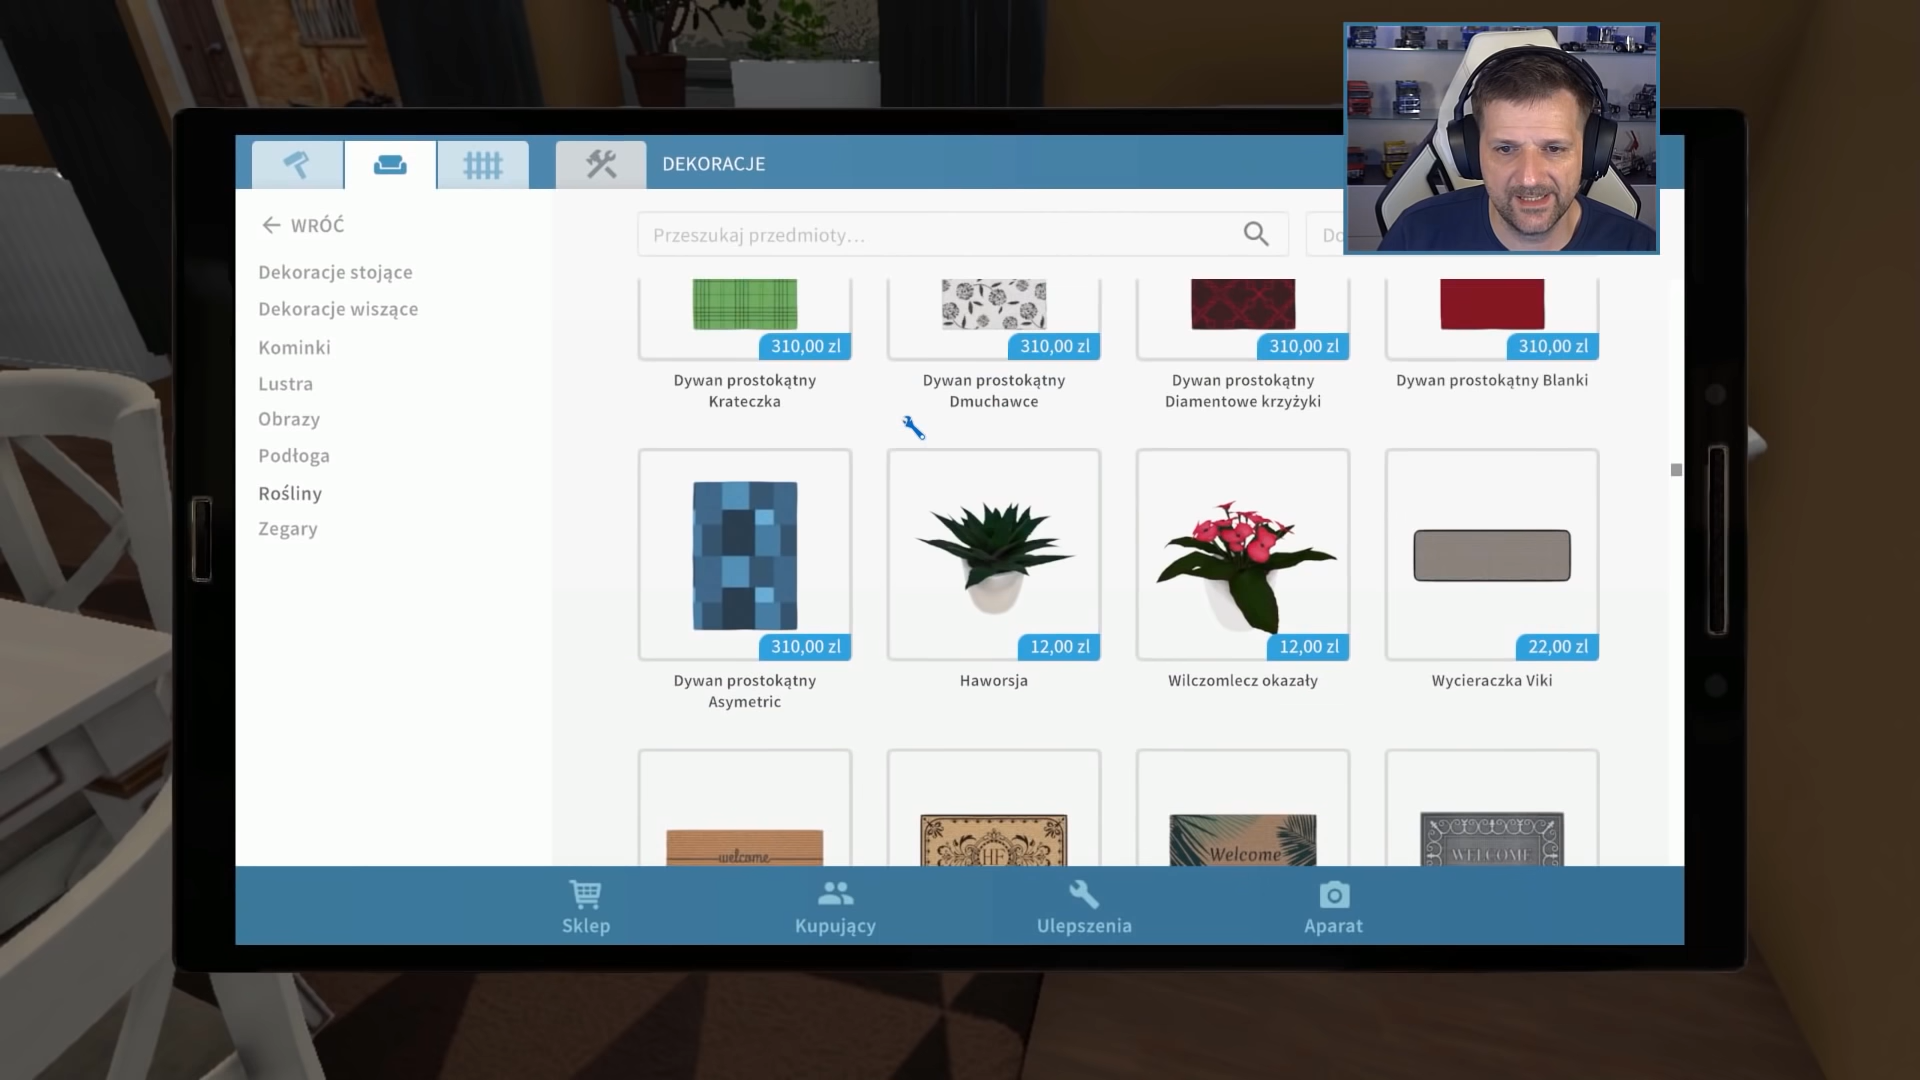 DEKORACJE
WRÓĆ
Dekoracje stojące
Dekoracje wiszące
Kominki
Lustra
Obrazy
Podłoga
Rośliny
Zegary
Przeszukaj przedmioty...
Do
310,00 zl
310,00 zl
310,00 zl
310,00 zl
Dywan prostokątny
Krateczka
Dywan prostokątny
Dmuchawce
Dywan prostokątny
Diamentowe krzyżyki
Dywan prostokątny Blanki
310,00 zl
12,00 zl
12,00 zl
22,00 zl
Dywan prostokątny
Asymetric
Haworsja
Wilczomlecz okazały
Wycieraczka Viki
welcome
HF
Welcome
WELCOME
Sklep
Kupujący
Ulepszenia
Aparat